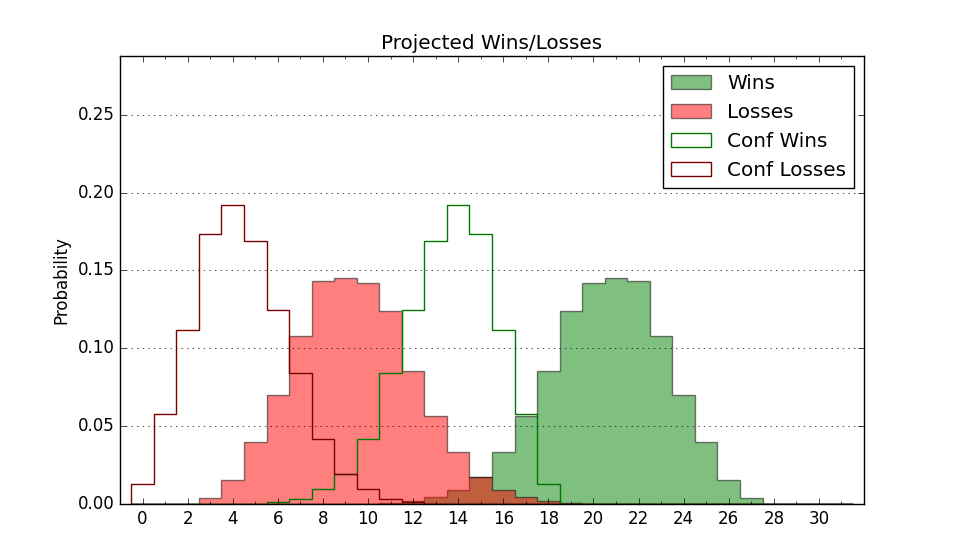 Projected Wins/Losses
Wins
Losses
Conf Wins
Conf Losses
Probability
0.25
0.20
0.15
0.10
0.05
0.00
0 2 4 6 8 10 12 14 16 18 20 22 24 26 28 30